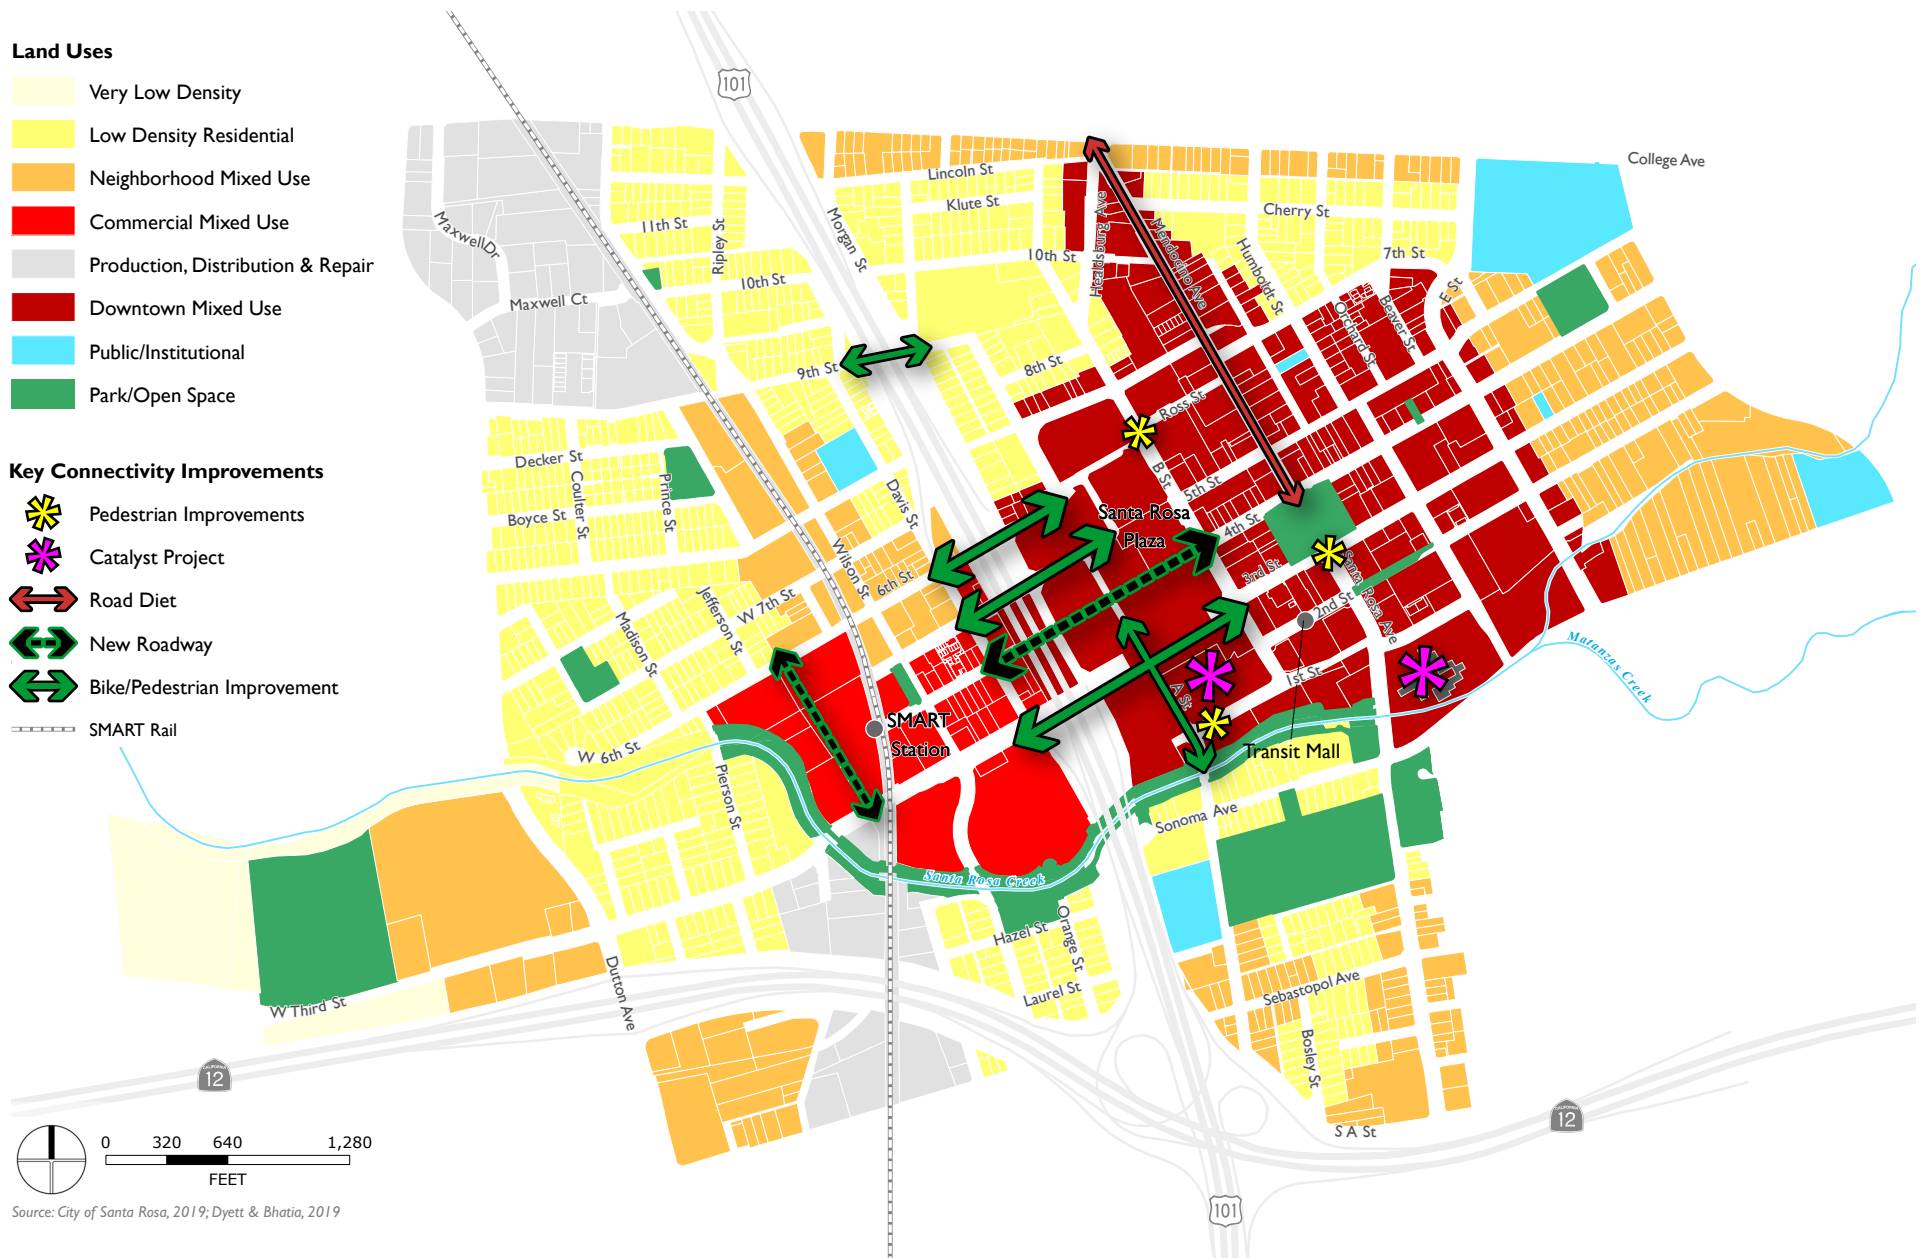 Land Uses
Very Low Density
Low Density Residential
Neighborhood Mixed Use
Commercial Mixed Use
Production, Distribution & Repair
Downtown Mixed Use
Public/Institutional
Park/Open Space
Key Connectivity Improvements
Pedestrian Improvements
Catalyst Project
Road Diet
New Roadway
Bike/Pedestrian Improvement
SMART Rail
101
College Ave
Lincoln St
Klute St
Cherry St
11th St
Ripley St
Morgan St
Healdsburg Ave
Mendocino Ave
Humboldt St
7th St
10th St
10th St
Maxwell Dr
Maxwell Ct
E St
Beaver St
Orchard St
9th St
8th St
Ross St
B St
5th St
4th St
Decker St
Coulter St
Prince St
Boyce St
Davis St
Santa Rosa
Plaza
Wilson St
6th St
3rd St
2nd St
Santa Rosa Ave
W 7th St
Jefferson St
Madison St
1st St
A St
Matanzas Creek
SMART
Station
Transit Mall
W 6th St
Pierson St
Sonoma Ave
Santa Rosa Creek
Hazel St
Orange St
Laurel St
Sebastopol Ave
Bosley St
S A St
W Third St
Dutton Ave
CALIFORNIA
12
CALIFORNIA
12
101
0 320 640 1,280
FEET
Source: City of Santa Rosa, 2019; Dyett & Bhatia, 2019